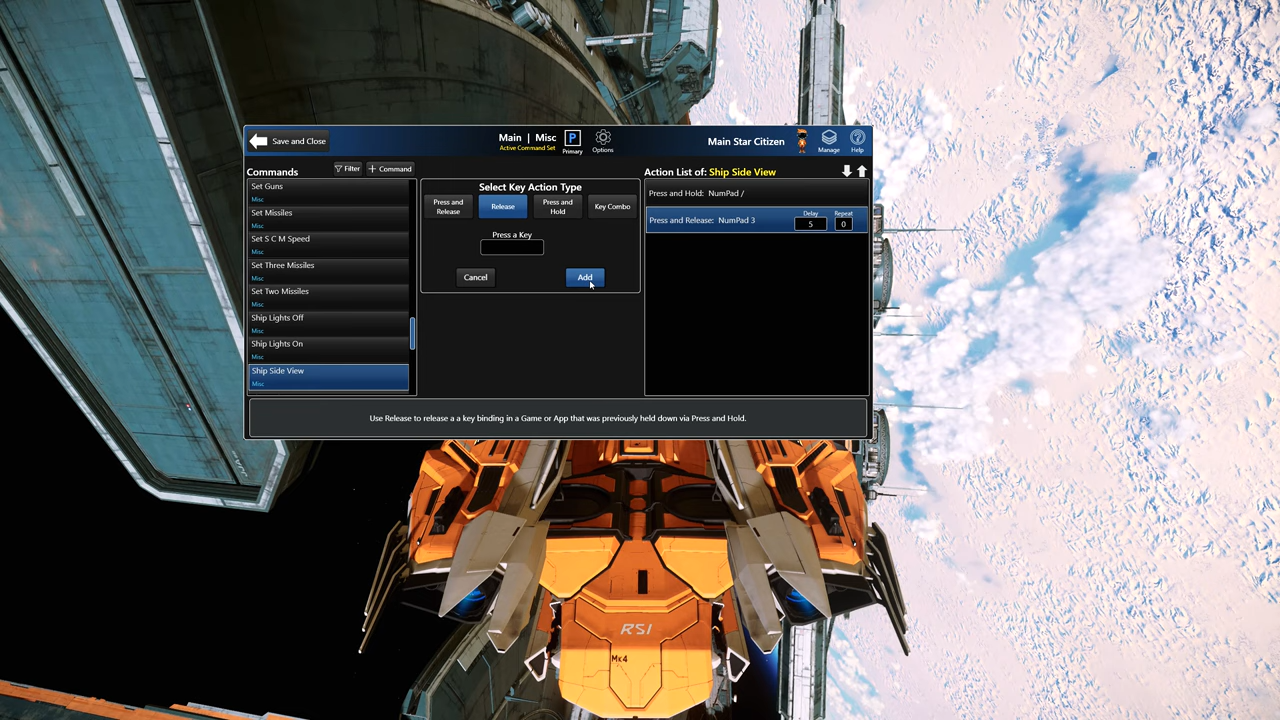 Save and Close
Main | Misc
Active Command Set
P
Primary
Options
Main Star Citizen
Manage
?
Help
Commands
Filter
+ Command
Set Guns
Misc
Set Missiles
Misc
Set S C M Speed
Misc
Set Three Missiles
Misc
Set Two Missiles
Misc
Ship Lights Off
Misc
Ship Lights On
Misc
Ship Side View
Misc
Select Key Action Type
Press and Release
Release
Press and Hold
Key Combo
Press a Key
Cancel
Add
Action List of: Ship Side View
Press and Hold: NumPad /
Press and Release: NumPad 3
Delay
5
Repeat
0
Use Release to release a a key binding in a Game or App that was previously held down via Press and Hold.
RSI
Mk4